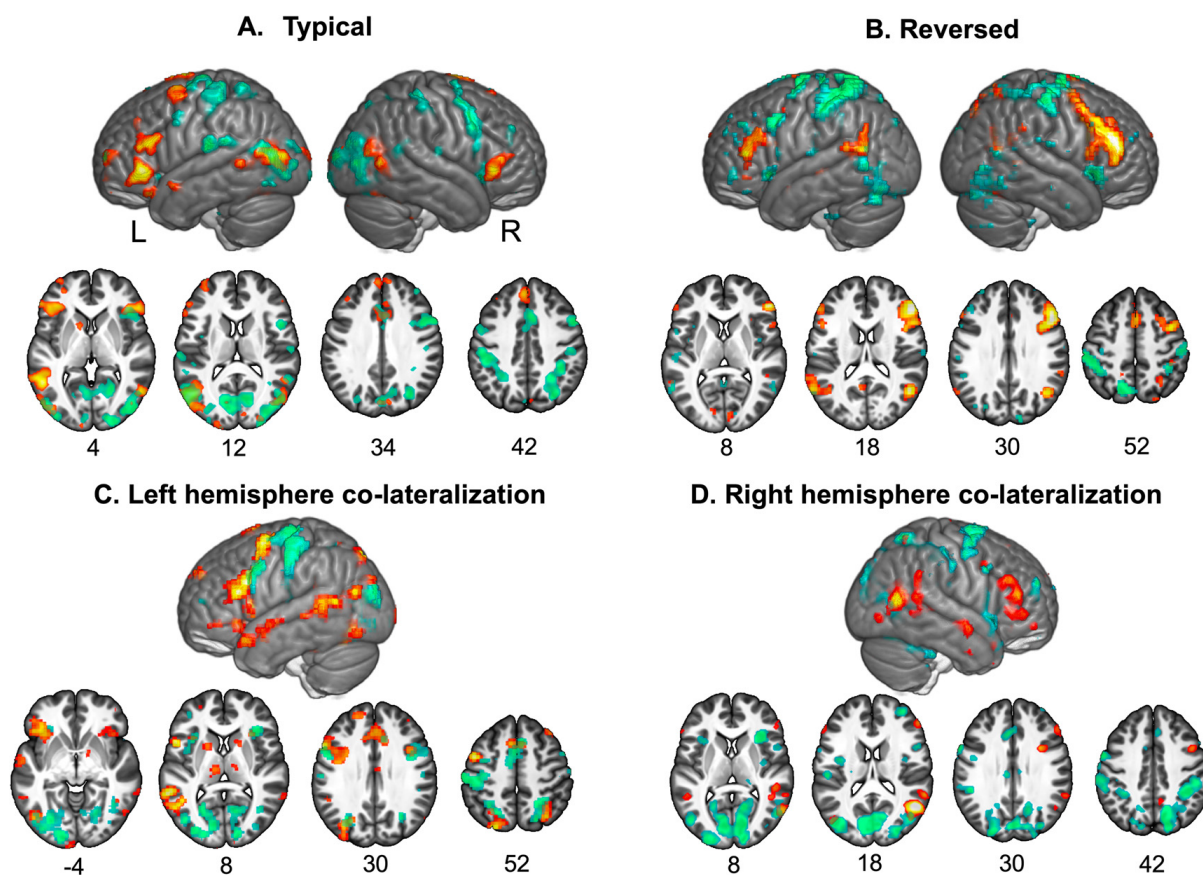 A. Typical
B. Reversed
L
R
4
12
34
42
8
18
30
52
C. Left hemisphere co-lateralization
D. Right hemisphere co-lateralization
-4
8
30
52
8
18
30
42